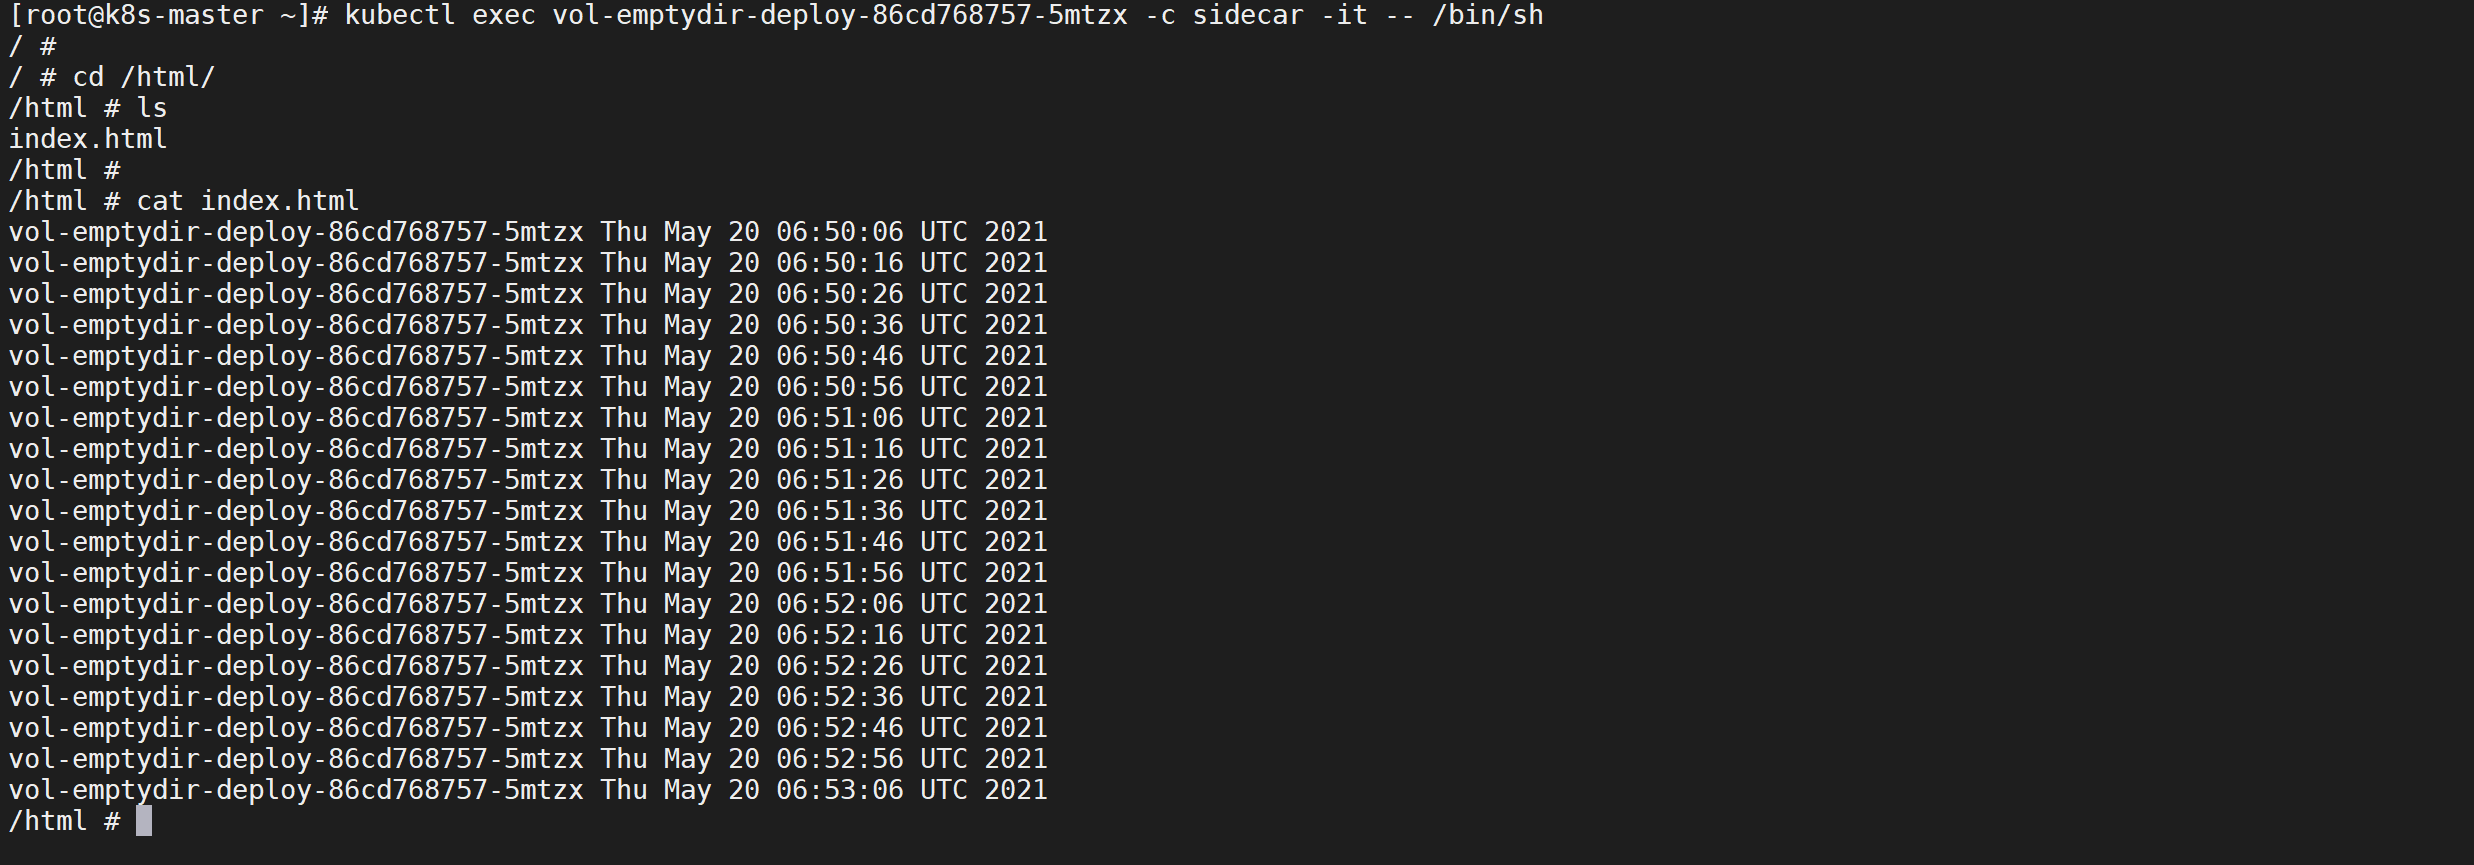 [root@k8s-master ~]# kubectl exec vol-emptydir-deploy-86cd768757-5mtzx -c sidecar -it -- /bin/sh
/ #
/ # cd /html/
/html # ls
index.html
/html #
/html # cat index.html
vol-emptydir-deploy-86cd768757-5mtzx Thu May 20 06:50:06 UTC 2021
vol-emptydir-deploy-86cd768757-5mtzx Thu May 20 06:50:16 UTC 2021
vol-emptydir-deploy-86cd768757-5mtzx Thu May 20 06:50:26 UTC 2021
vol-emptydir-deploy-86cd768757-5mtzx Thu May 20 06:50:36 UTC 2021
vol-emptydir-deploy-86cd768757-5mtzx Thu May 20 06:50:46 UTC 2021
vol-emptydir-deploy-86cd768757-5mtzx Thu May 20 06:50:56 UTC 2021
vol-emptydir-deploy-86cd768757-5mtzx Thu May 20 06:51:06 UTC 2021
vol-emptydir-deploy-86cd768757-5mtzx Thu May 20 06:51:16 UTC 2021
vol-emptydir-deploy-86cd768757-5mtzx Thu May 20 06:51:26 UTC 2021
vol-emptydir-deploy-86cd768757-5mtzx Thu May 20 06:51:36 UTC 2021
vol-emptydir-deploy-86cd768757-5mtzx Thu May 20 06:51:46 UTC 2021
vol-emptydir-deploy-86cd768757-5mtzx Thu May 20 06:51:56 UTC 2021
vol-emptydir-deploy-86cd768757-5mtzx Thu May 20 06:52:06 UTC 2021
vol-emptydir-deploy-86cd768757-5mtzx Thu May 20 06:52:16 UTC 2021
vol-emptydir-deploy-86cd768757-5mtzx Thu May 20 06:52:26 UTC 2021
vol-emptydir-deploy-86cd768757-5mtzx Thu May 20 06:52:36 UTC 2021
vol-emptydir-deploy-86cd768757-5mtzx Thu May 20 06:52:46 UTC 2021
vol-emptydir-deploy-86cd768757-5mtzx Thu May 20 06:52:56 UTC 2021
vol-emptydir-deploy-86cd768757-5mtzx Thu May 20 06:53:06 UTC 2021
/html #